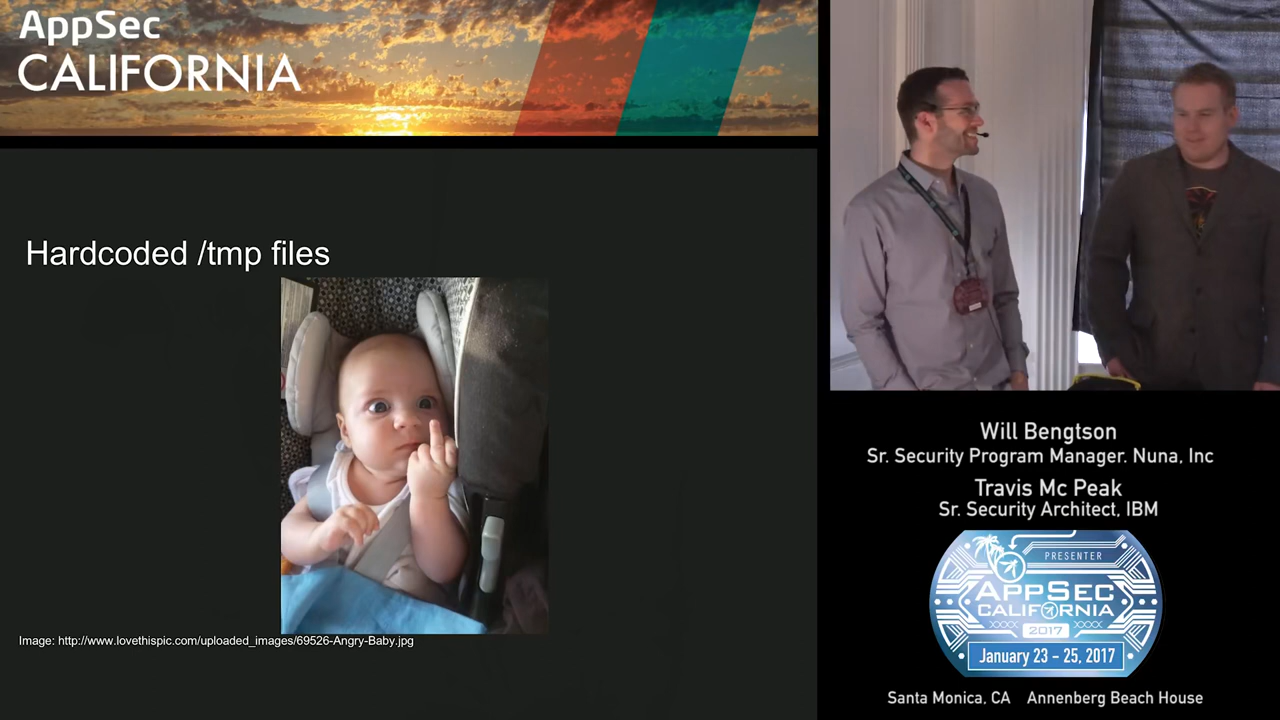 AppSec
CALIFORNIA
Hardcoded /tmp files
Image: http://www.lovethispic.com/uploaded_images/69526-Angry-Baby.jpg
Will Bengtson
Sr. Security Program Manager. Nuna, Inc
Travis Mc Peak
Sr. Security Architect, IBM
PRESENTER
APPSEC
CALIFORNIA
2017
January 23 - 25, 2017
Santa Monica, CA Annenberg Beach House